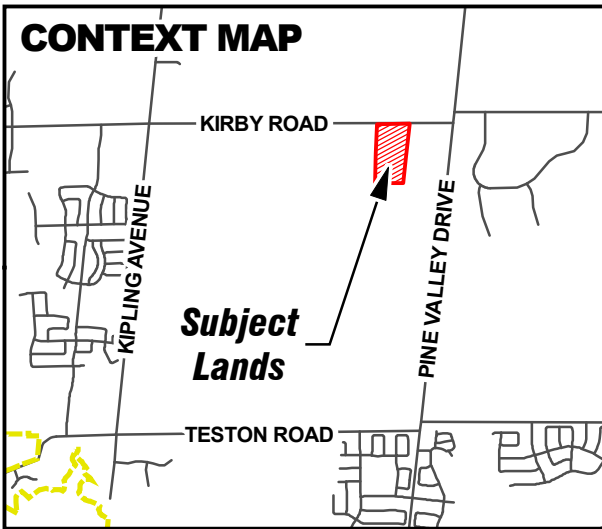 CONTEXT MAP
KIRBY ROAD
KIPLING AVENUE
PINE VALLEY DRIVE
Subject
Lands
TESTON ROAD